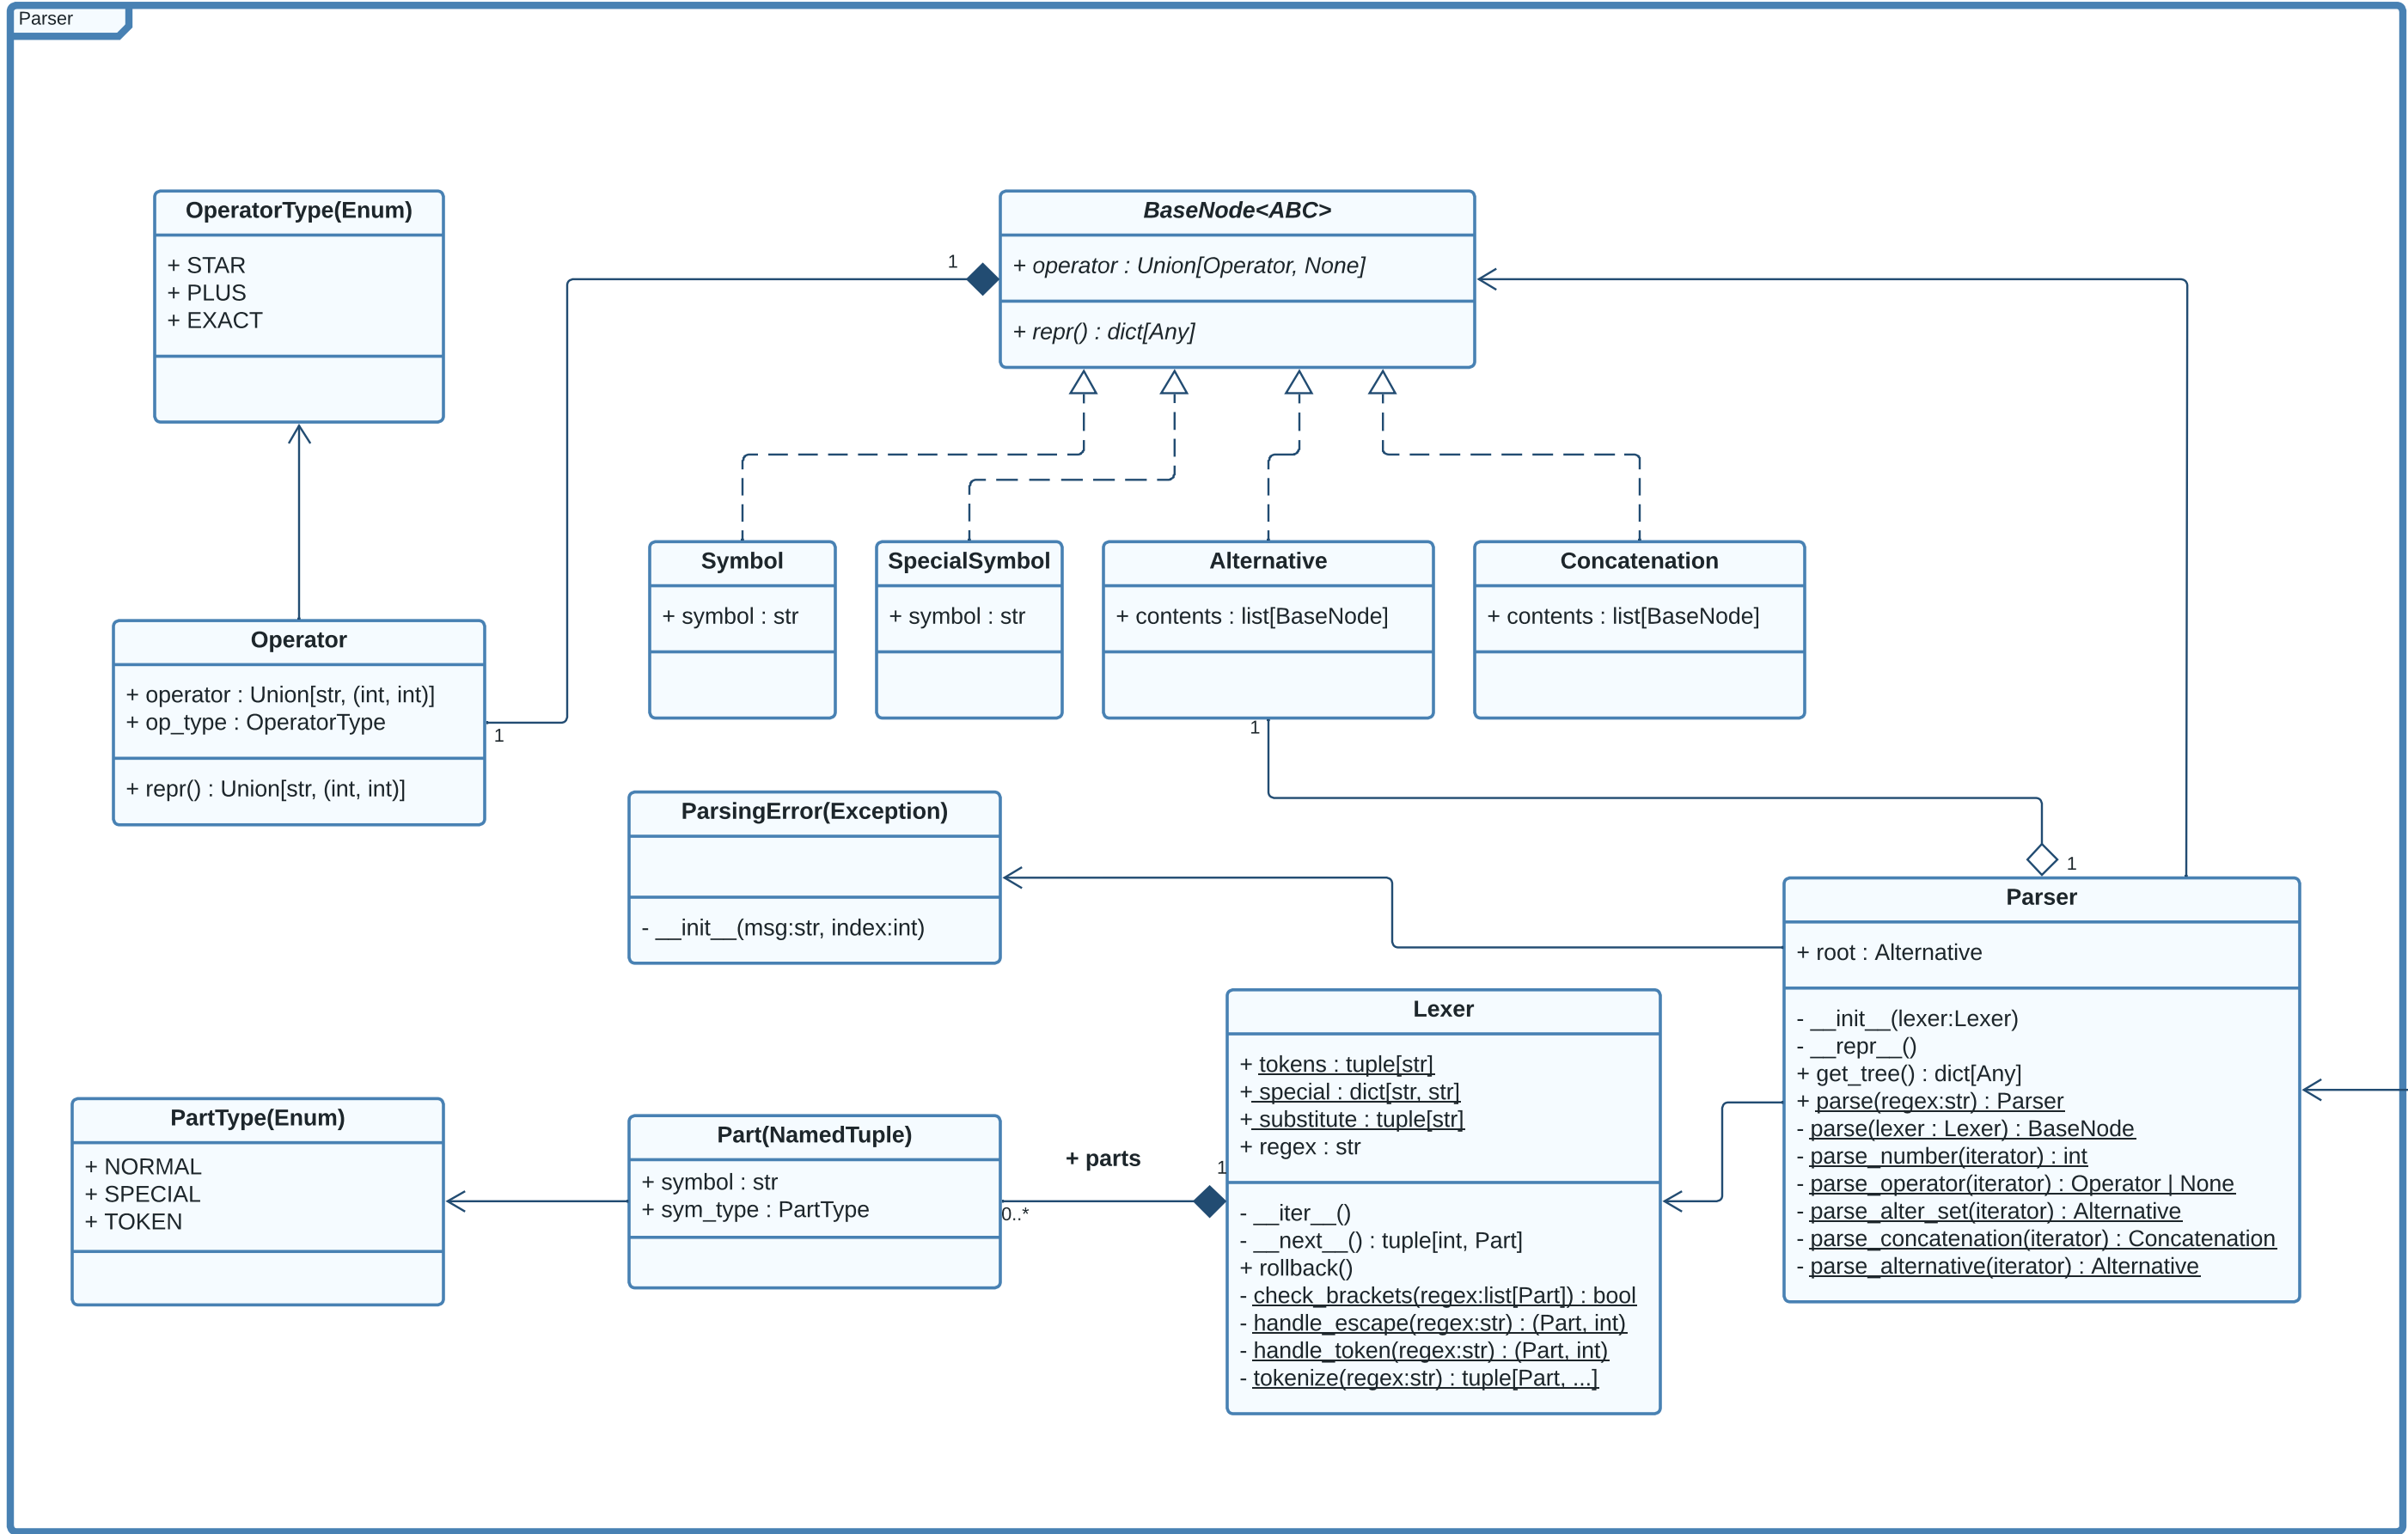 Parser
OperatorType(Enum)
+ STAR
+ PLUS
+ EXACT
BaseNode<ABC>
+ operator : Union[Operator, None]
+ repr() : dict[Any]
1
Symbol
+ symbol : str
SpecialSymbol
+ symbol : str
Alternative
+ contents : list[BaseNode]
Concatenation
+ contents : list[BaseNode]
Operator
+ operator : Union[str, (int, int)]
+ op_type : OperatorType
+ repr() : Union[str, (int, int)]
1
1
ParsingError(Exception)
- __init__(msg:str, index:int)
1
Parser
+ root : Alternative
- __init__(lexer:Lexer)
- __repr__()
+ get_tree() : dict[Any]
+ parse(regex:str) : Parser
- parse(lexer : Lexer) : BaseNode
- parse_number(iterator) : int
- parse_operator(iterator) : Operator | None
- parse_alter_set(iterator) : Alternative
- parse_concatenation(iterator) : Concatenation
- parse_alternative(iterator) : Alternative
Lexer
+ tokens : tuple[str]
+ special : dict[str, str]
+ substitute : tuple[str]
+ regex : str
- __iter__()
- __next__() : tuple[int, Part]
+ rollback()
- check_brackets(regex:list[Part]) : bool
- handle_escape(regex:str) : (Part, int)
- handle_token(regex:str) : (Part, int)
- tokenize(regex:str) : tuple[Part, ...]
PartType(Enum)
+ NORMAL
+ SPECIAL
+ TOKEN
Part(NamedTuple)
+ symbol : str
+ sym_type : PartType
+ parts
1
0..*